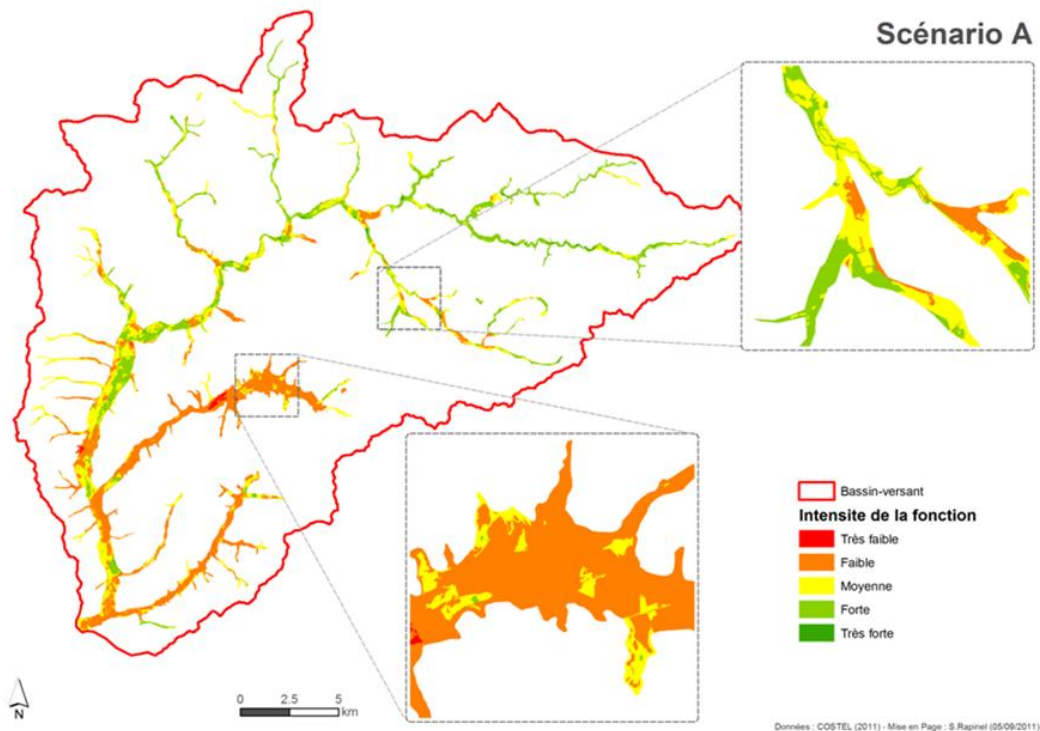 Scénario A
Bassin-versant
Intensite de la fonction
Très faible
Faible
Moyenne
Forte
Très forte
N
0 2.5 5
km
Données : COSTEL (2011) - Mise en Page : S.Rapinel (05/09/2011)